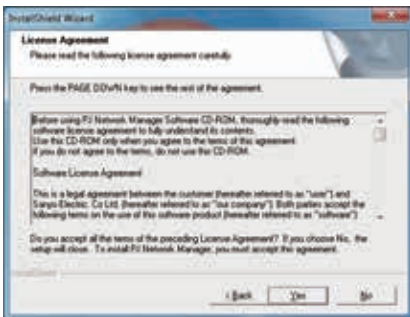 InstallShield Wizard
License Agreement
Please read the following license agreement carefully.
Press the PAGE DOWN key to see the rest of the agreement.
Before using PJ Network Manager Software CD-ROM, thoroughly read the following
software license agreement to fully understand its contents.
Use this CD-ROM only when you agree to the terms of this agreement.
If you do not agree to the terms, do not use this CD-ROM.
Software License Agreement
This is a legal agreement between the customer (hereafter referred to as "user") and
Sanyo Electric. Co Ltd. (hereafter referred to as "our company"). Both parties accept the
following terms on the use of this software product (hereafter referred to as "software")
Do you accept all the terms of the preceding License Agreement? If you choose No, the
setup will close. To install PJ Network Manager, you must accept this agreement.
< Back
Yes
No